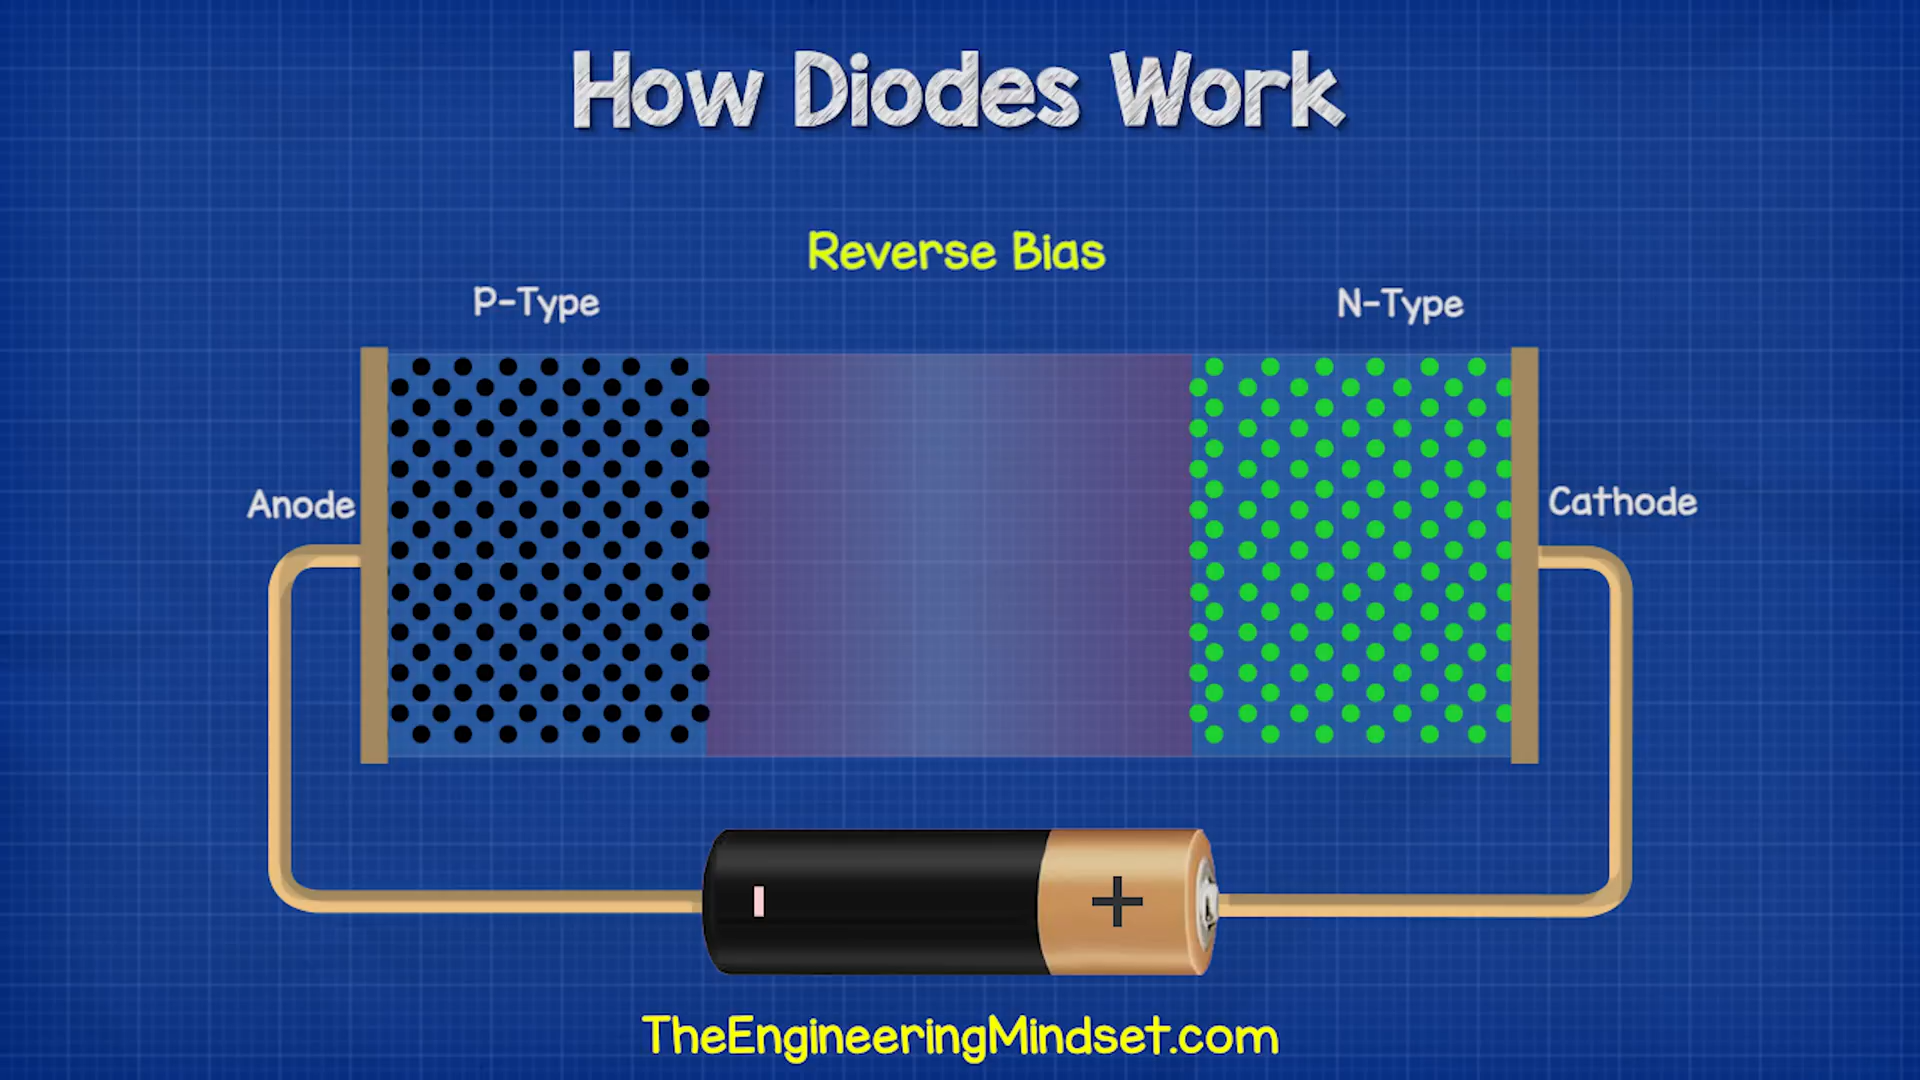 How Diodes Work
Reverse Bias
P-Type
N-Type
Anode
Cathode
- +
TheEngineeringMindset.com